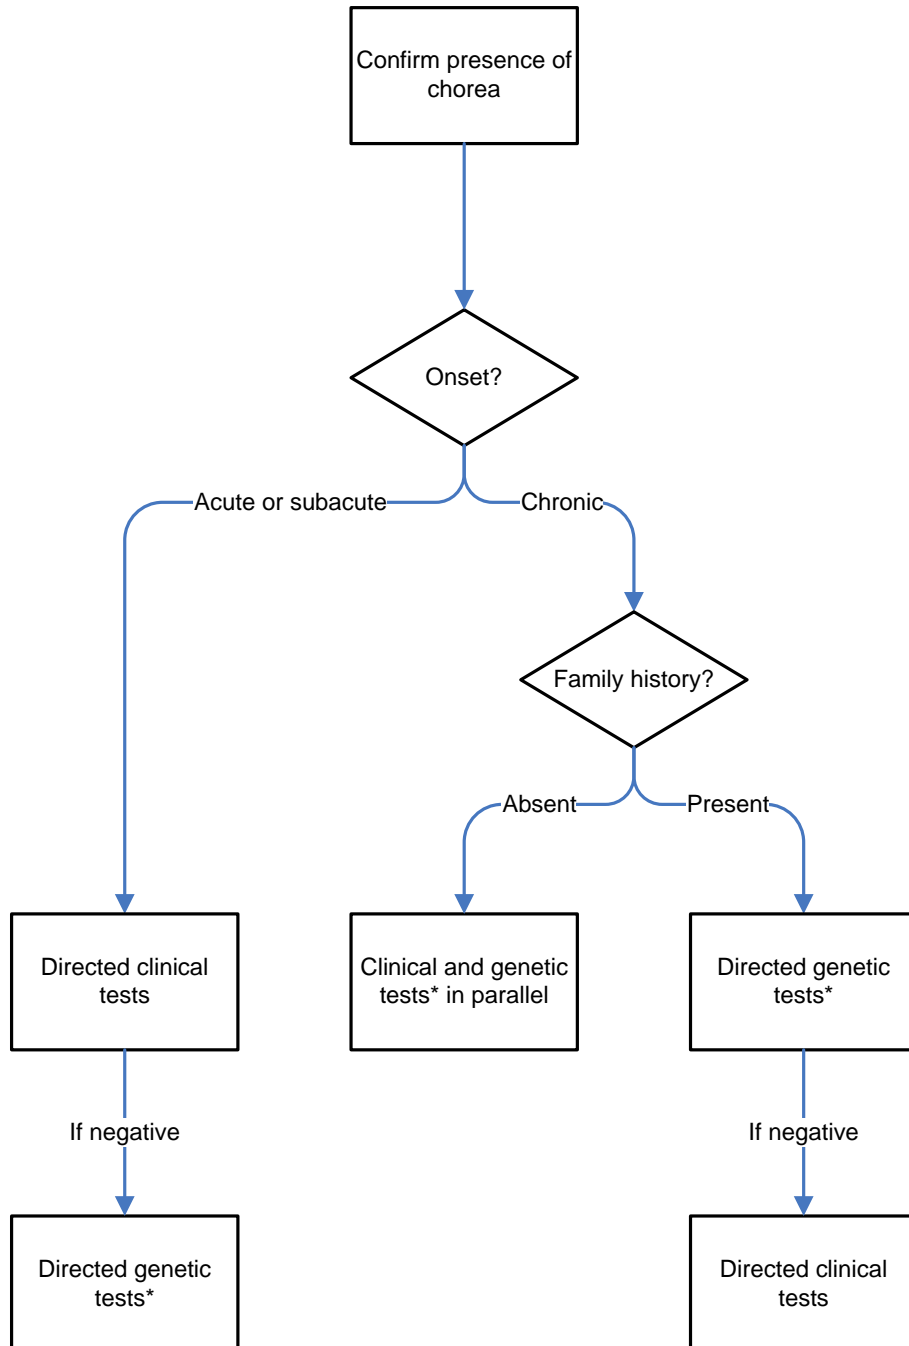 Confirm presence of
chorea
Onset?
Acute or subacute
Chronic
Family history?
Absent
Present
Directed clinical
tests
Clinical and genetic
tests* in parallel
Directed genetic
tests*
If negative
If negative
Directed genetic
tests*
Directed clinical
tests